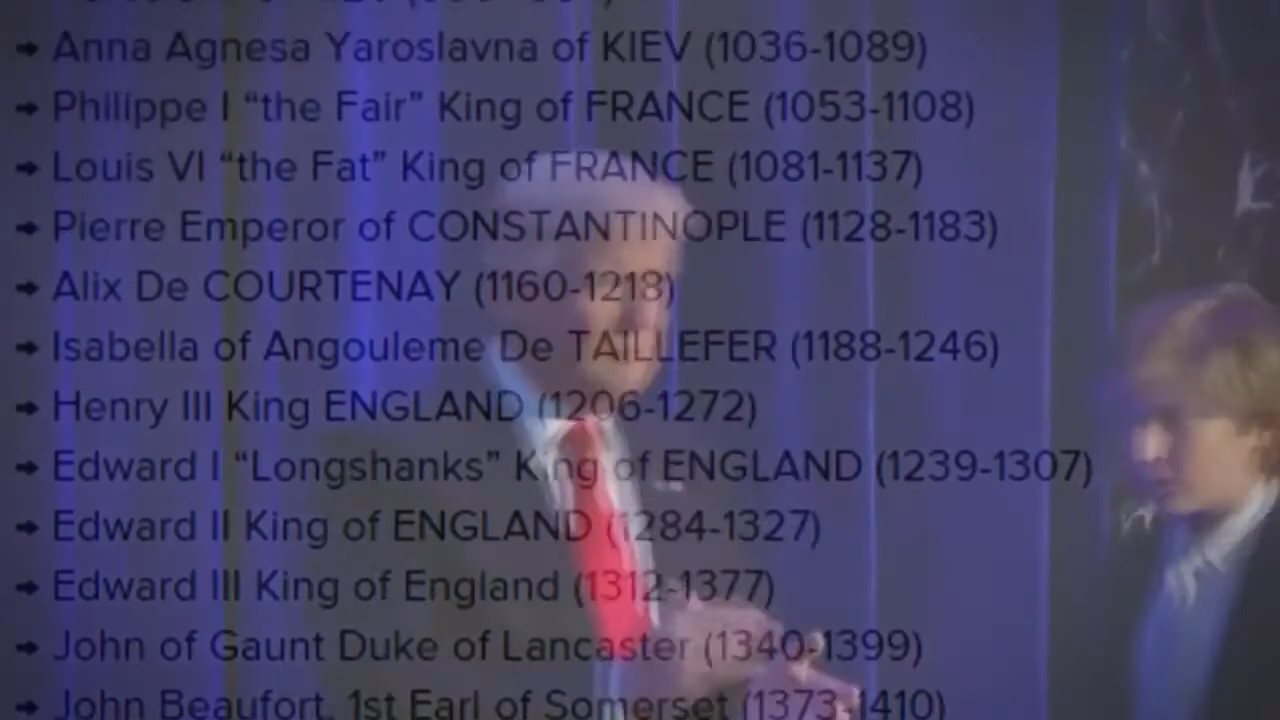 ➔ Anna Agnesa Yaroslavna of KIEV (1036-1089)
➔ Philippe I “the Fair” King of FRANCE (1053-1108)
➔ Louis VI “the Fat” King of FRANCE (1081-1137)
➔ Pierre Emperor of CONSTANTINOPLE (1128-1183)
➔ Alix De COURTENAY (1160-1218)
➔ Isabella of Angouleme De TAILLEFER (1188-1246)
➔ Henry III King ENGLAND (1206-1272)
➔ Edward I “Longshanks” King of ENGLAND (1239-1307)
➔ Edward II King of ENGLAND (1284-1327)
➔ Edward III King of England (1312-1377)
➔ John of Gaunt Duke of Lancaster (1340-1399)
➔ John Beaufort, 1st Earl of Somerset (1373-1410)